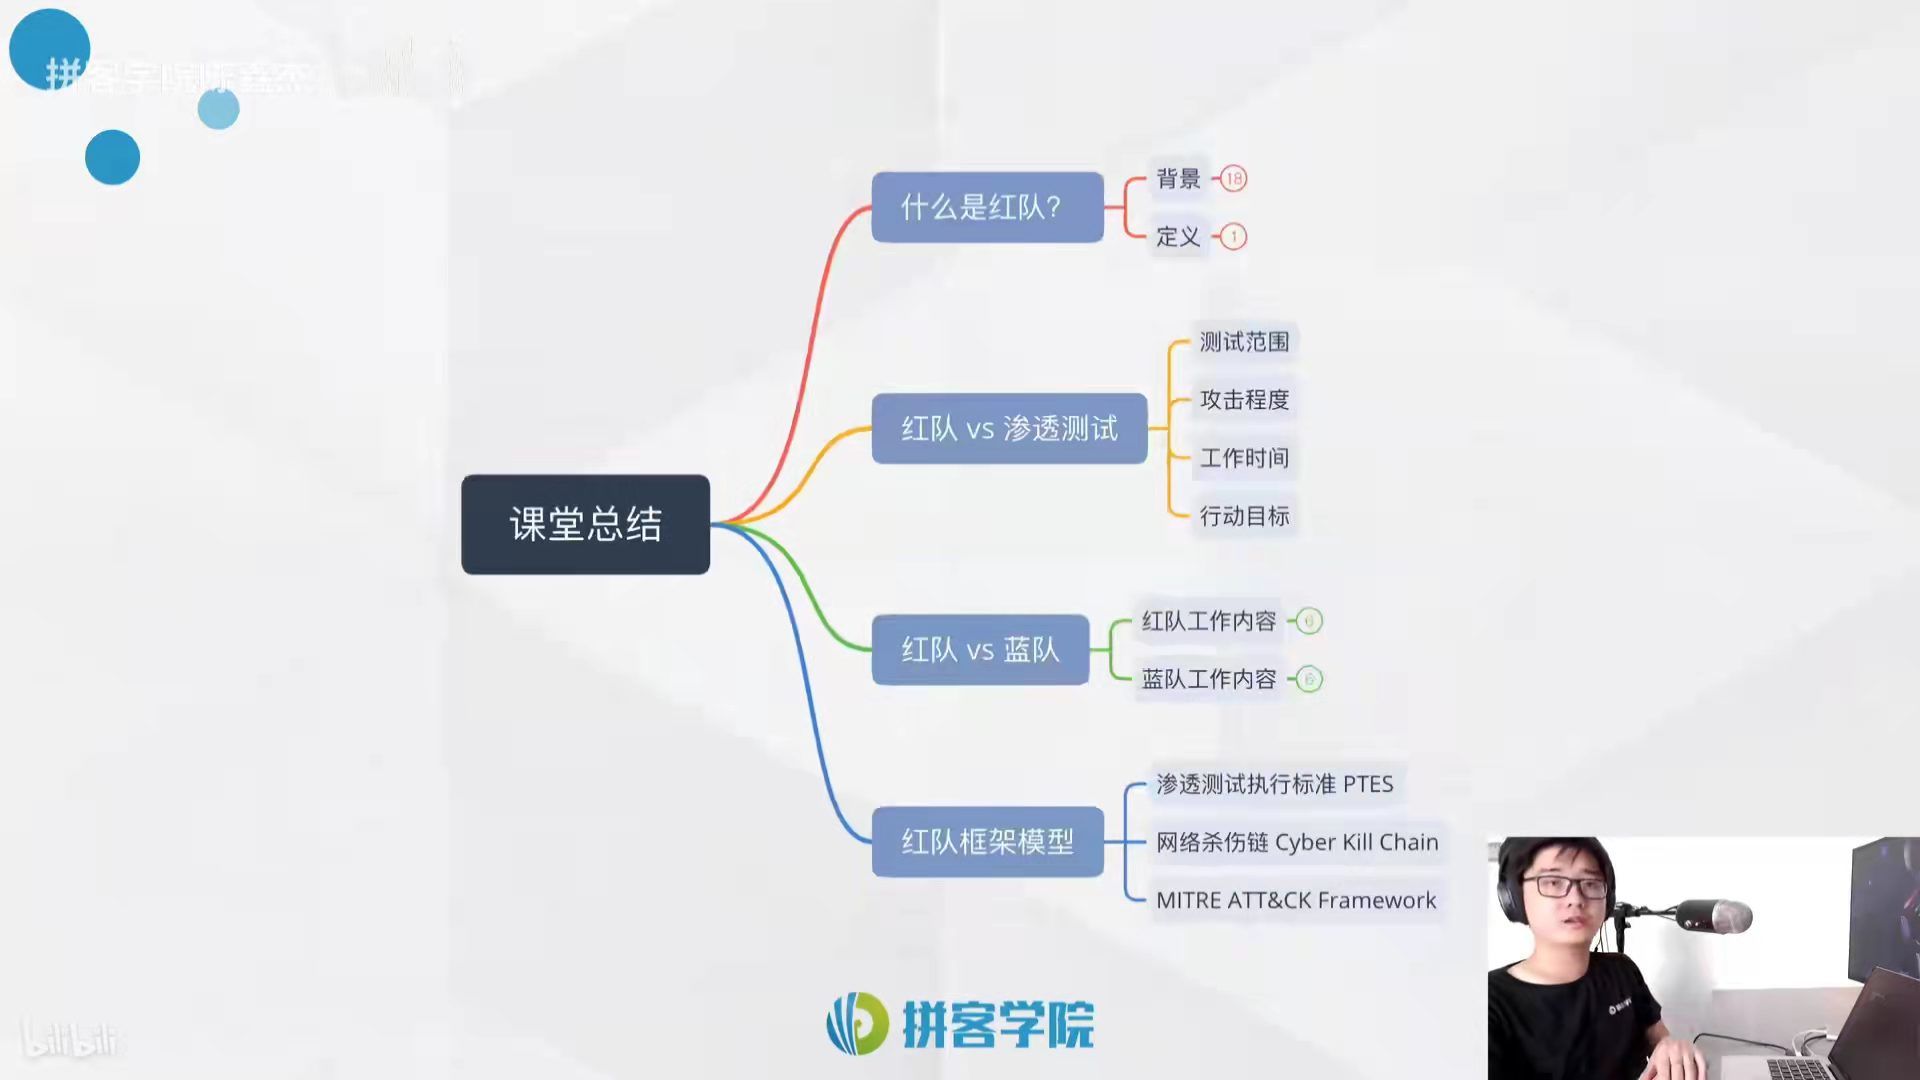 拼客学院陈鑫杰
课堂总结
什么是红队?
背景
18
定义
1
红队 vs 渗透测试
测试范围
攻击程度
工作时间
行动目标
红队 vs 蓝队
红队工作内容
蓝队工作内容
6
红队框架模型
渗透测试执行标准 PTES
网络杀伤链 Cyber Kill Chain
MITRE ATT&CK Framework
拼客学院
bilibili